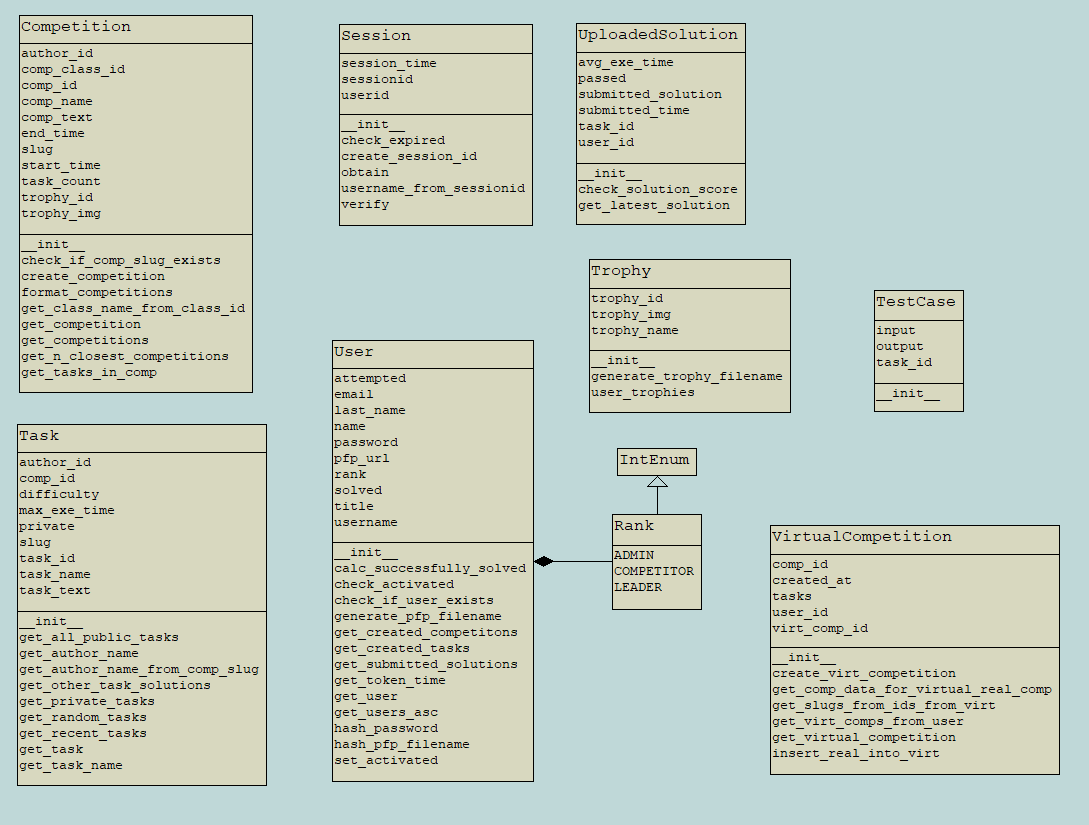 Competition
author_id
comp_class_id
comp_id
comp_name
comp_text
end_time
slug
start_time
task_count
trophy_id
trophy_img
__init__
check_if_comp_slug_exists
create_competition
format_competitions
get_class_name_from_class_id
get_competition
get_competitions
get_n_closest_competitions
get_tasks_in_comp
Session
session_time
sessionid
userid
__init__
check_expired
create_session_id
obtain
username_from_sessionid
verify
UploadedSolution
avg_exe_time
passed
submitted_solution
submitted_time
task_id
user_id
__init__
check_solution_score
get_latest_solution
Trophy
trophy_id
trophy_img
trophy_name
__init__
generate_trophy_filename
user_trophies
TestCase
input
output
task_id
__init__
Task
author_id
comp_id
difficulty
max_exe_time
private
slug
task_id
task_name
task_text
__init__
get_all_public_tasks
get_author_name
get_author_name_from_comp_slug
get_other_task_solutions
get_private_tasks
get_random_tasks
get_recent_tasks
get_task
get_task_name
User
attempted
email
last_name
name
password
pfp_url
rank
solved
title
username
__init__
calc_successfully_solved
check_activated
check_if_user_exists
generate_pfp_filename
get_created_competitons
get_created_tasks
get_submitted_solutions
get_token_time
get_user
get_users_asc
hash_password
hash_pfp_filename
set_activated
IntEnum
Rank
ADMIN
COMPETITOR
LEADER
VirtualCompetition
comp_id
created_at
tasks
user_id
virt_comp_id
__init__
create_virt_competition
get_comp_data_for_virtual_real_comp
get_slugs_from_ids_from_virt
get_virt_comps_from_user
get_virtual_competition
insert_real_into_virt